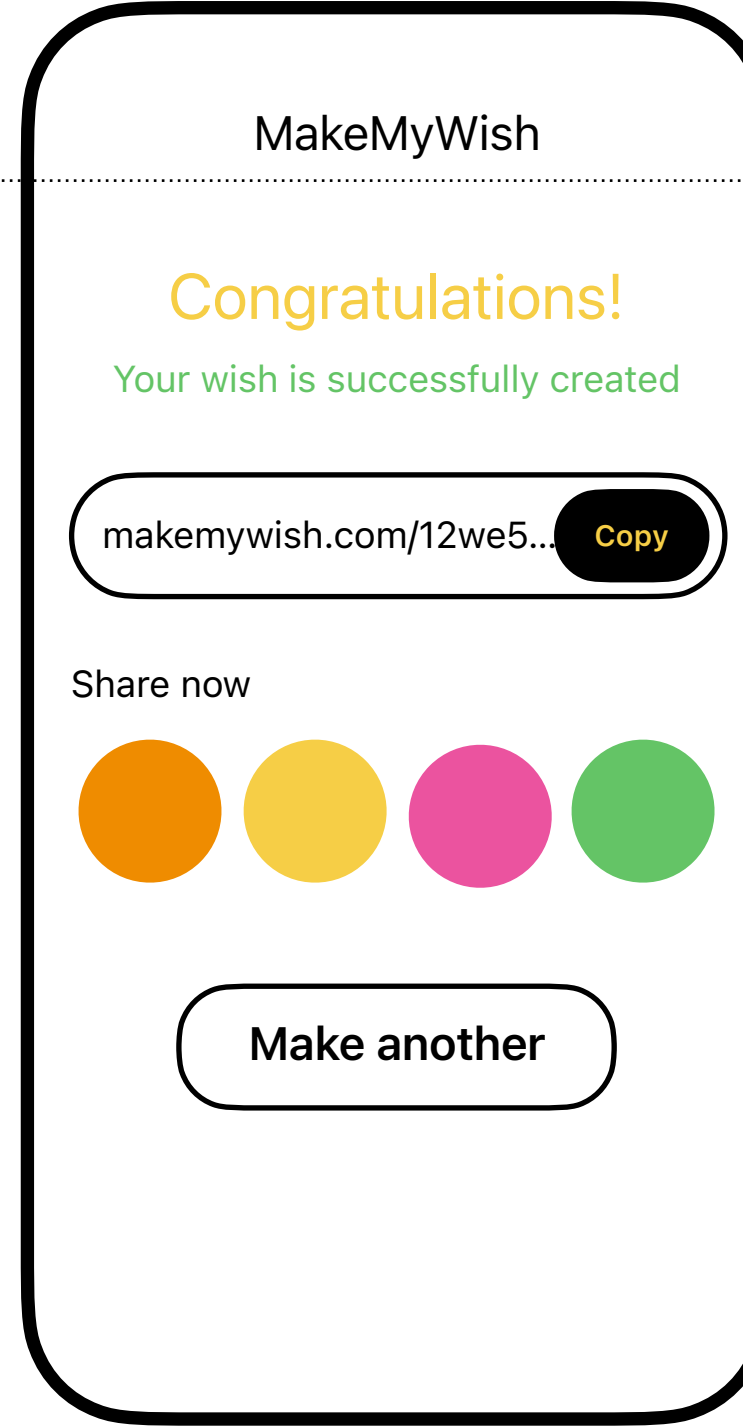 MakeMyWish
Congratulations!
Your wish is successfully created
makemywish.com/12we5... Copy
Share now
Make another